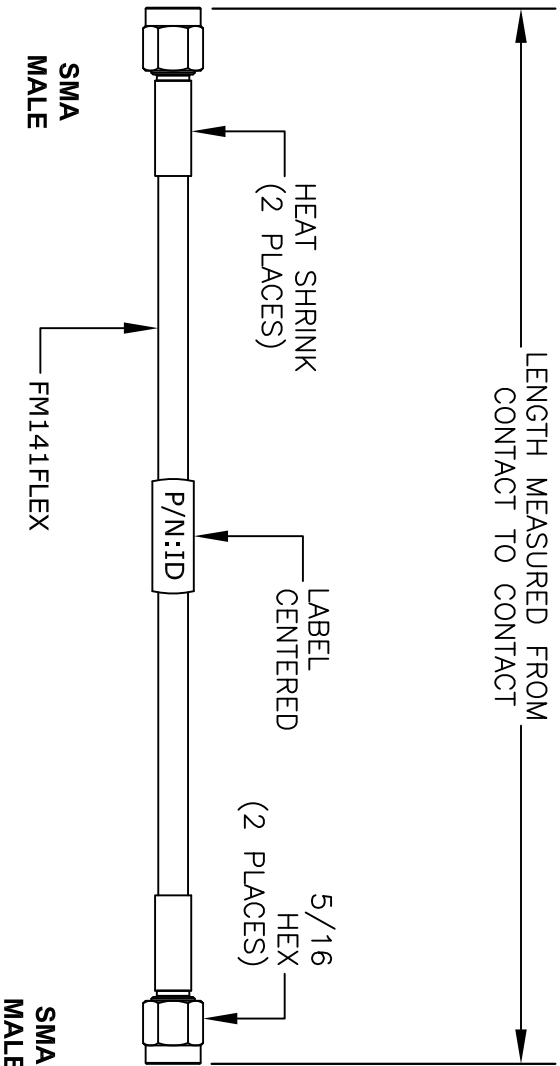 LENGTH MEASURED FROM
CONTACT TO CONTACT
HEAT SHRINK
(2 PLACES)
LABEL
CENTERED
5/16
HEX
(2 PLACES)
P/N:ID
FM141FLEX
SMA
MALE
SMA
MALE